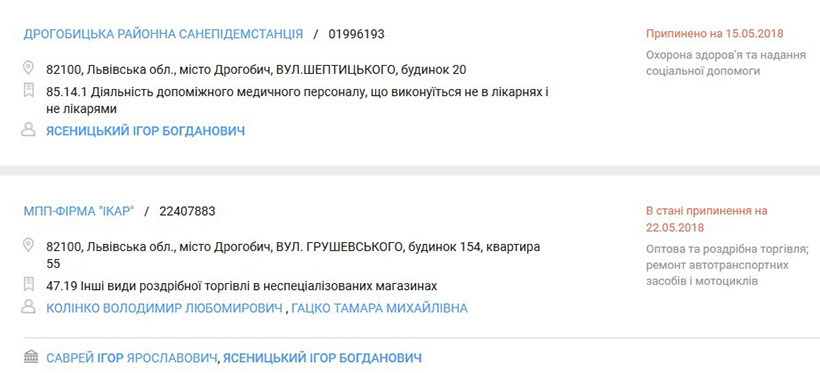 ДРОГОБИЦЬКА РАЙОННА САНЕПІДЕМСТАНЦІЯ / 01996193
Припинено на 15.05.2018
Охорона здоров'я та надання
соціальної допомоги
82100, Львівська обл., місто Дрогобич, ВУЛ.ШЕПТИЦЬКОГО, будинок 20
85.14.1 Діяльність допоміжного медичного персоналу, що виконуїться не в лікарнях і
не лікарями
ЯСЕНИЦЬКИЙ ІГОР БОГДАНОВИЧ
МПП-ФІРМА "ІКАР" / 22407883
В стані припинення на
22.05.2018
Оптова та роздрібна торгівля;
ремонт автотранспортних
засобів і мотоциклів
82100, Львівська обл., місто Дрогобич, ВУЛ. ГРУШЕВСЬКОГО, будинок 154, квартира
55
47.19 Інші види роздрібної торгівлі в неспеціалізованих магазинах
КОЛІНКО ВОЛОДИМИР ЛЮБОМИРОВИЧ , ГАЦКО ТАМАРА МИХАЙЛІВНА
САВРЕЙ ІГОР ЯРОСЛАВОВИЧ, ЯСЕНИЦЬКИЙ ІГОР БОГДАНОВИЧ